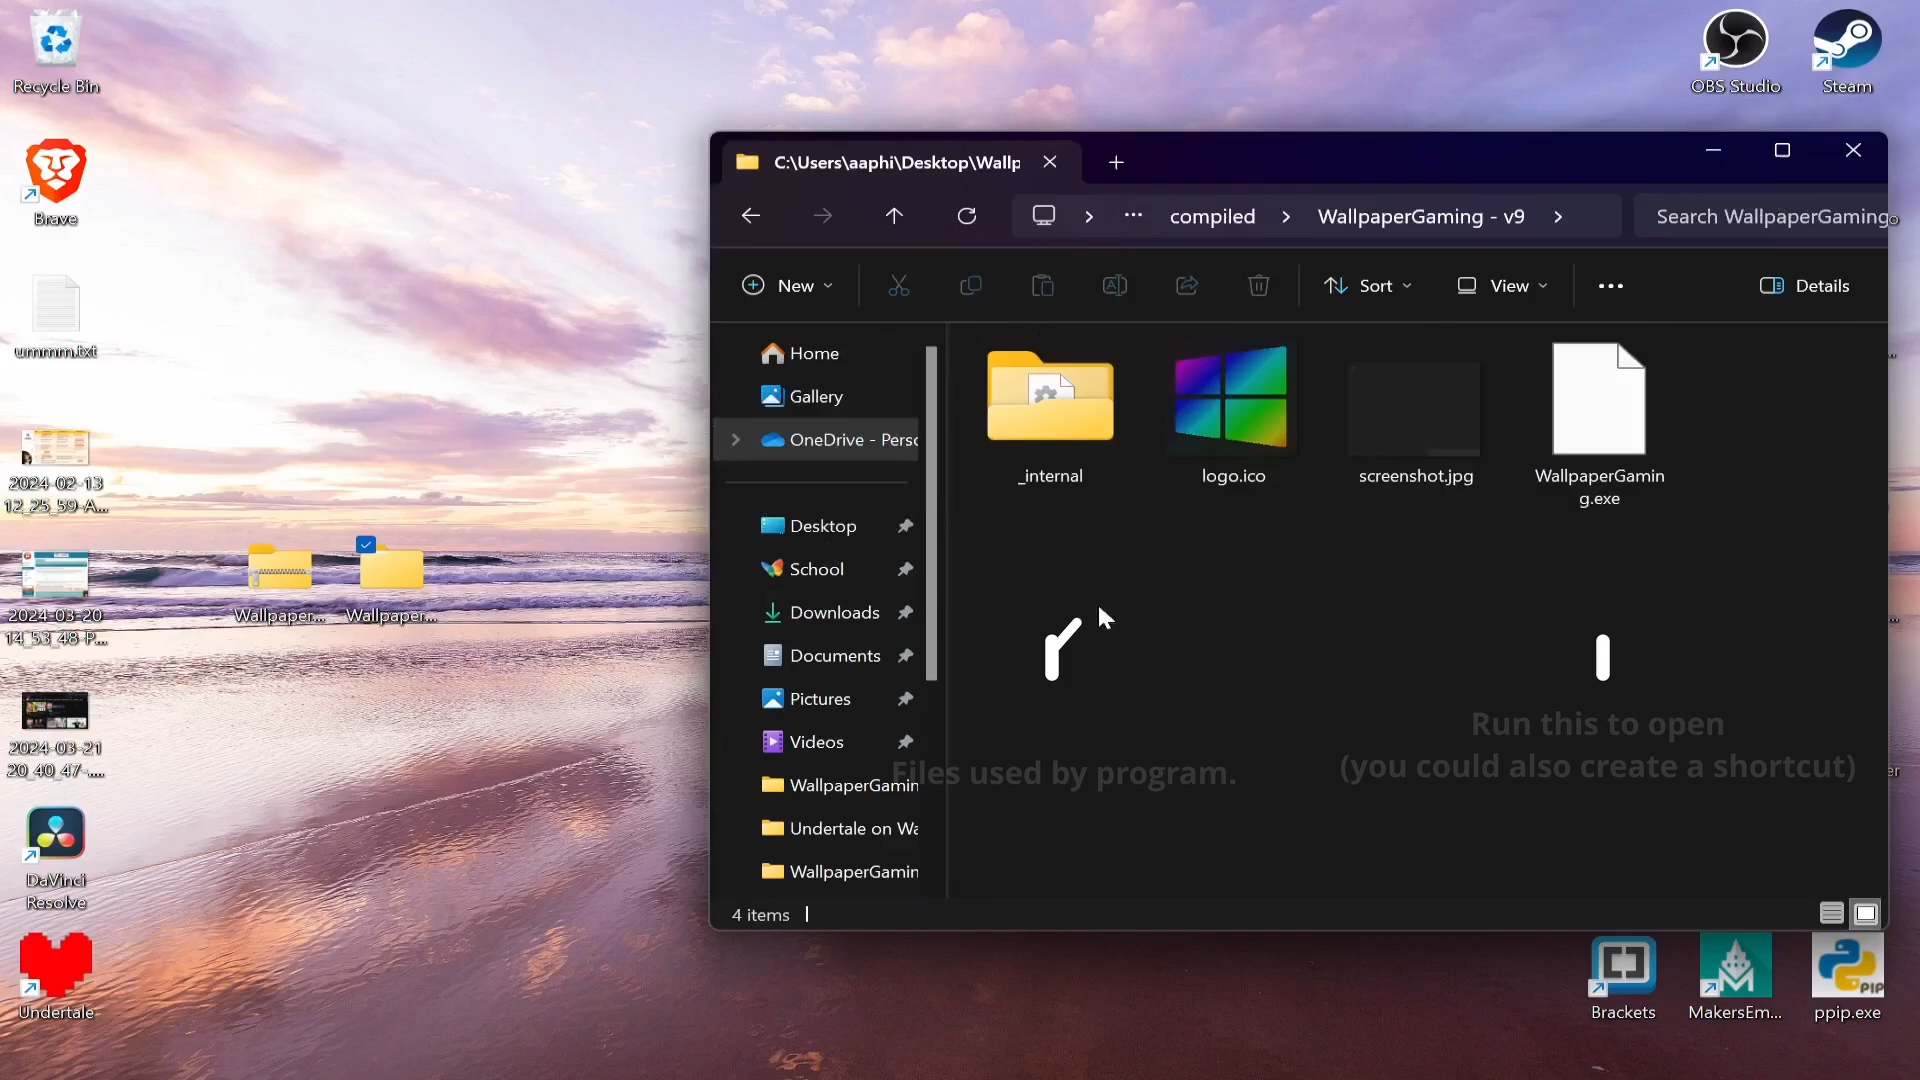 Recycle Bin
Brave
ummm.txt
2024-02-13
12_25_59-A...
2024-03-20
14_53_48-P...
2024-03-21
20_40_47-....
DaVinci
Resolve
Undertale
Wallpaper...
Wallpaper...
OBS Studio
Steam
C:\Users\aaphi\Desktop\Wallp
compiled
WallpaperGaming - v9
Search WallpaperGaming
New
Sort
View
Details
Home
Gallery
OneDrive - Perso
Desktop
School
Downloads
Documents
Pictures
Videos
WallpaperGamin
Undertale on Wa
WallpaperGamin
_internal
logo.ico
screenshot.jpg
WallpaperGamin
g.exe
Files used by program.
Run this to open
(you could also create a shortcut)
4 items
Brackets
MakersEm...
ppip.exe
PIP